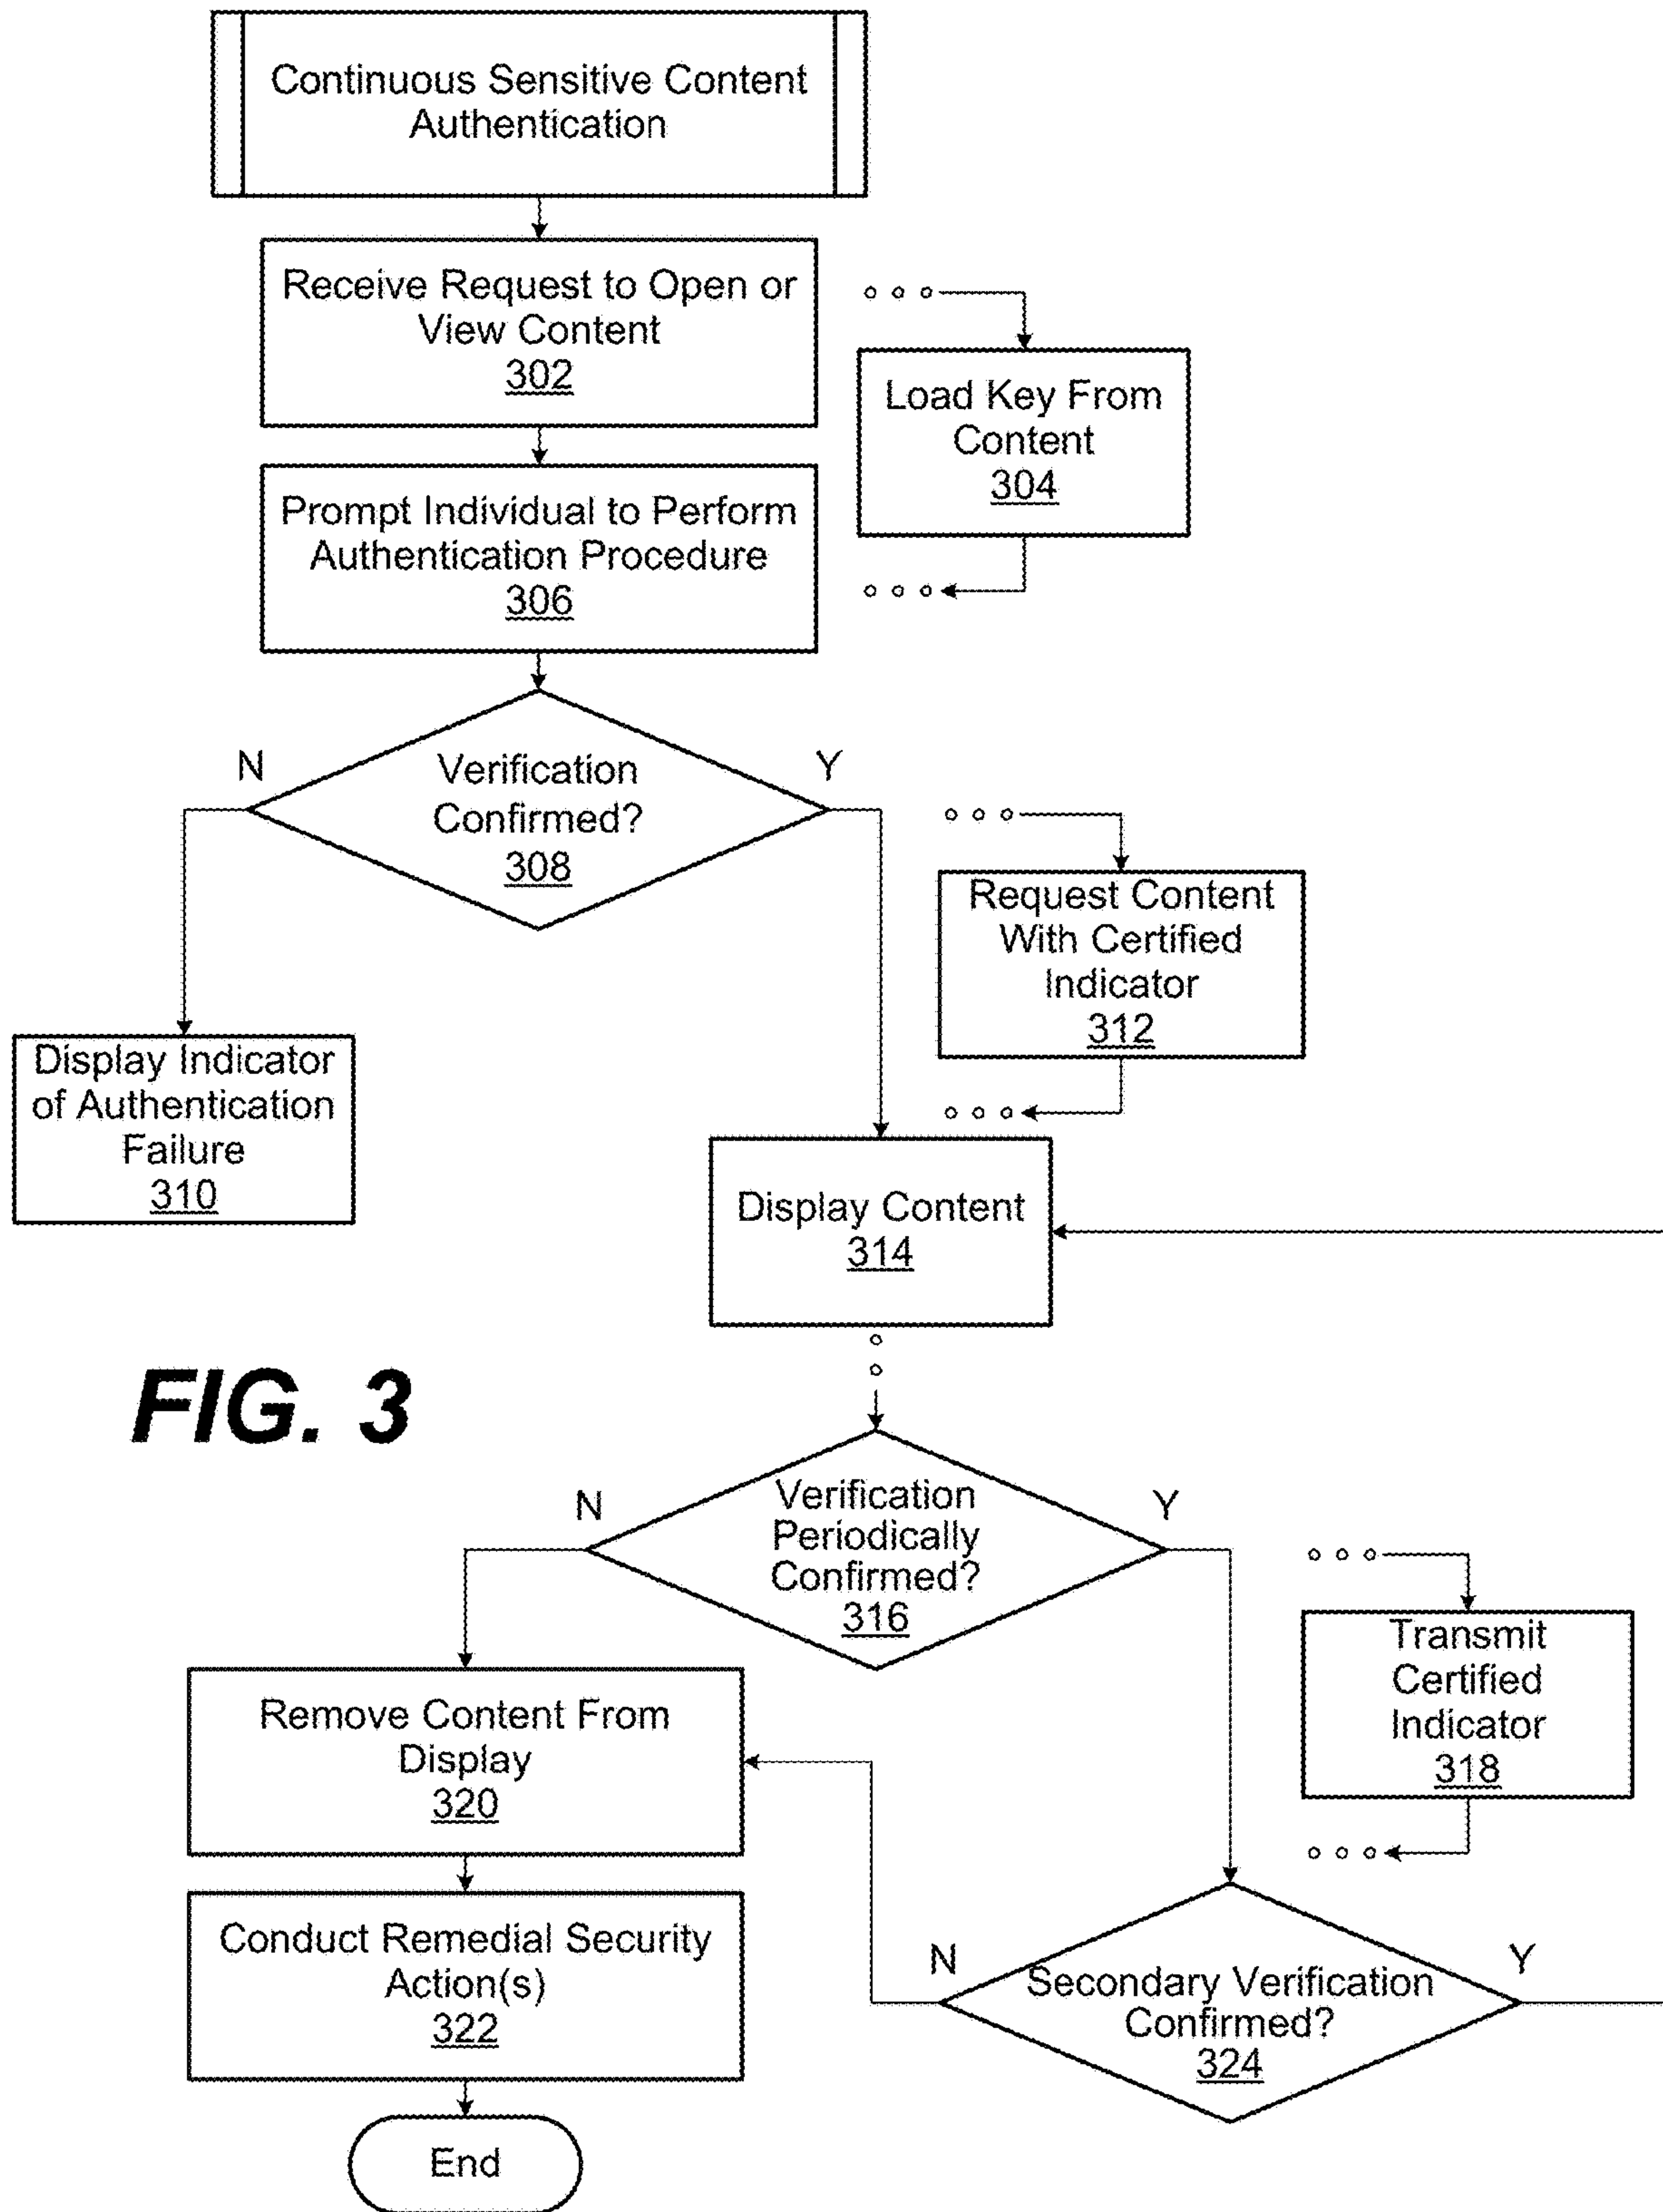 Continuous Sensitive Content
Authentication
Receive Request to Open or
View Content
302
Load Key From
Content
304
Prompt Individual to Perform
Authentication Procedure
306
N
Y
Verification
Confirmed?
308
Request Content
With Certified
Indicator
312
Display Indicator
of Authentication
Failure
310
Display Content
314
FIG. 3
N
Y
Verification
Periodically
Confirmed?
316
Transmit
Certified
Indicator
318
Remove Content From
Display
320
Conduct Remedial Security
Action(s)
322
N
Y
Secondary Verification
Confirmed?
324
End